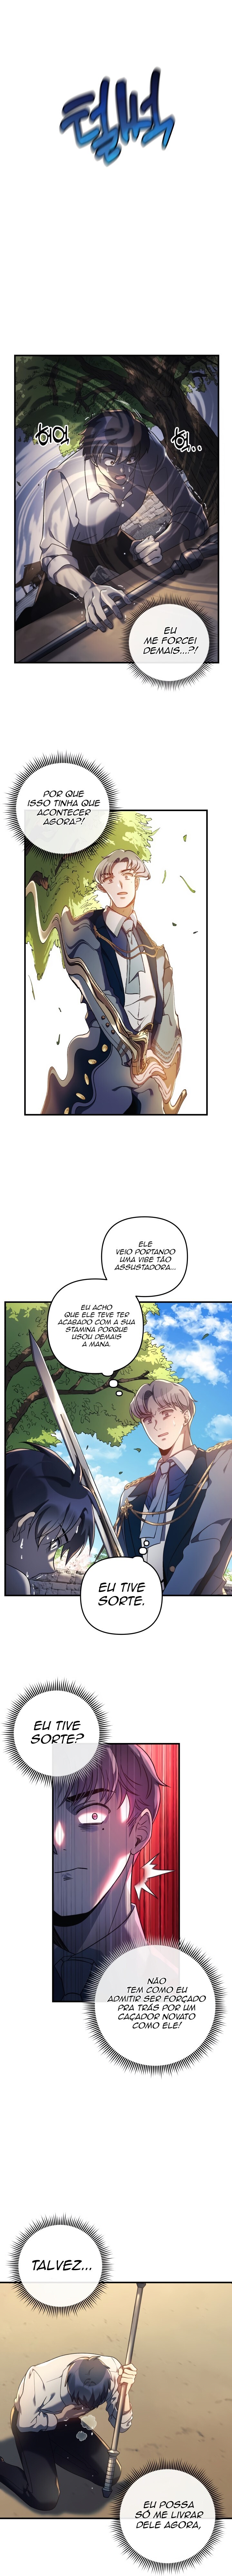 털썩
허억
헉..
EU
ME FORCEI
DEMAIS...?!
POR QUE
ISSO TINHA QUE
ACONTECER
AGORA?!
ELE
VEIO PORTANDO
UMA VIBE TÃO
ASSUSTADORA...
EU ACHO
QUE ELE TEVE TER
ACABADO COM A SUA
STAMINA PORQUE
USOU DEMAIS
A MANA.
EU TIVE
SORTE.
EU TIVE
SORTE?
NÃO
TEM COMO EU
ADMITIR SER FORÇADO
PRA TRÁS POR UM
CAÇADOR NOVATO
COMO ELE!
TALVEZ...
EU POSSA
SÓ ME LIVRAR
DELE AGORA,